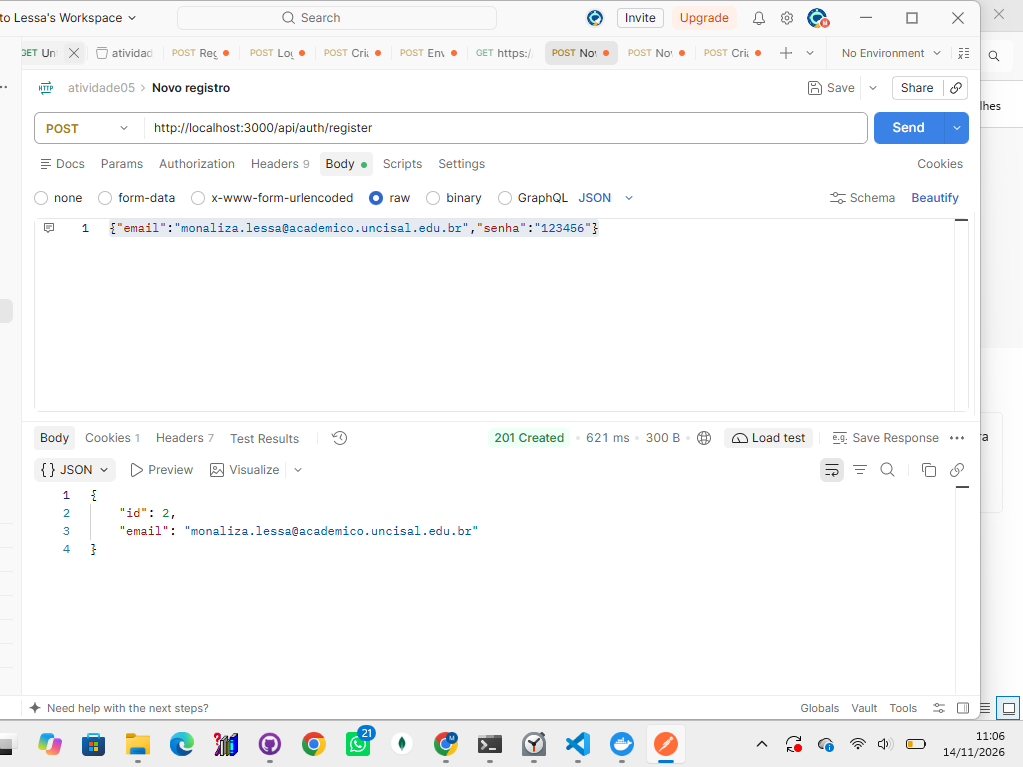 to Lessa's Workspace Search Invite Upgrade
GET Un atividad POST Reg POST Lo POST Cri POST Env GET https:/ POST Nov POST Nov POST Cri No Environment
HTTP atividade05 > Novo registro Save Share
lhes
POST http://localhost:3000/api/auth/register Send
Docs Params Authorization Headers 9 Body Scripts Settings Cookies
none form-data x-www-form-urlencoded raw binary GraphQL JSON Schema Beautify
1 {"email":"monaliza.lessa@academico.uncisal.edu.br","senha":"123456"}
Body Cookies 1 Headers 7 Test Results 201 Created 621 ms 300 B Load test e.g. Save Response
ra
{} JSON Preview Visualize
1 {
2 "id": 2,
3 "email": "monaliza.lessa@academico.uncisal.edu.br"
4 }
Need help with the next steps? Globals Vault Tools
21
M
11:06
14/11/2026